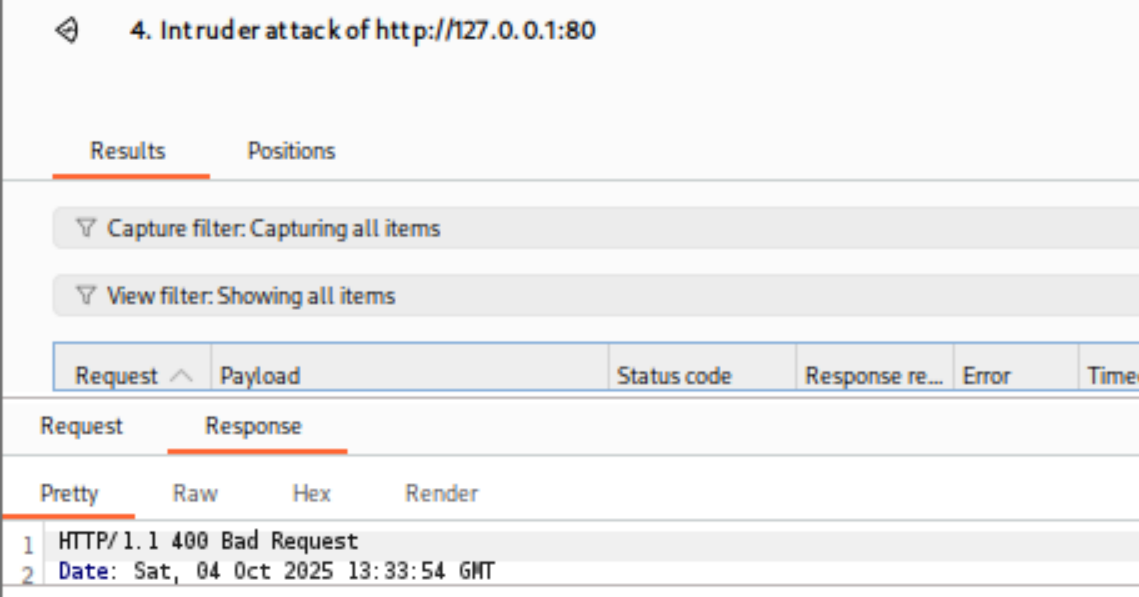 4. Intruder attack of http://127.0.0.1:80
Results Positions
Capture filter: Capturing all items
View filter: Showing all items
Request Payload Status code Response re... Error Time
Request Response
Pretty Raw Hex Render
1 HTTP/1.1 400 Bad Request
2 Date: Sat, 04 Oct 2025 13:33:54 GMT